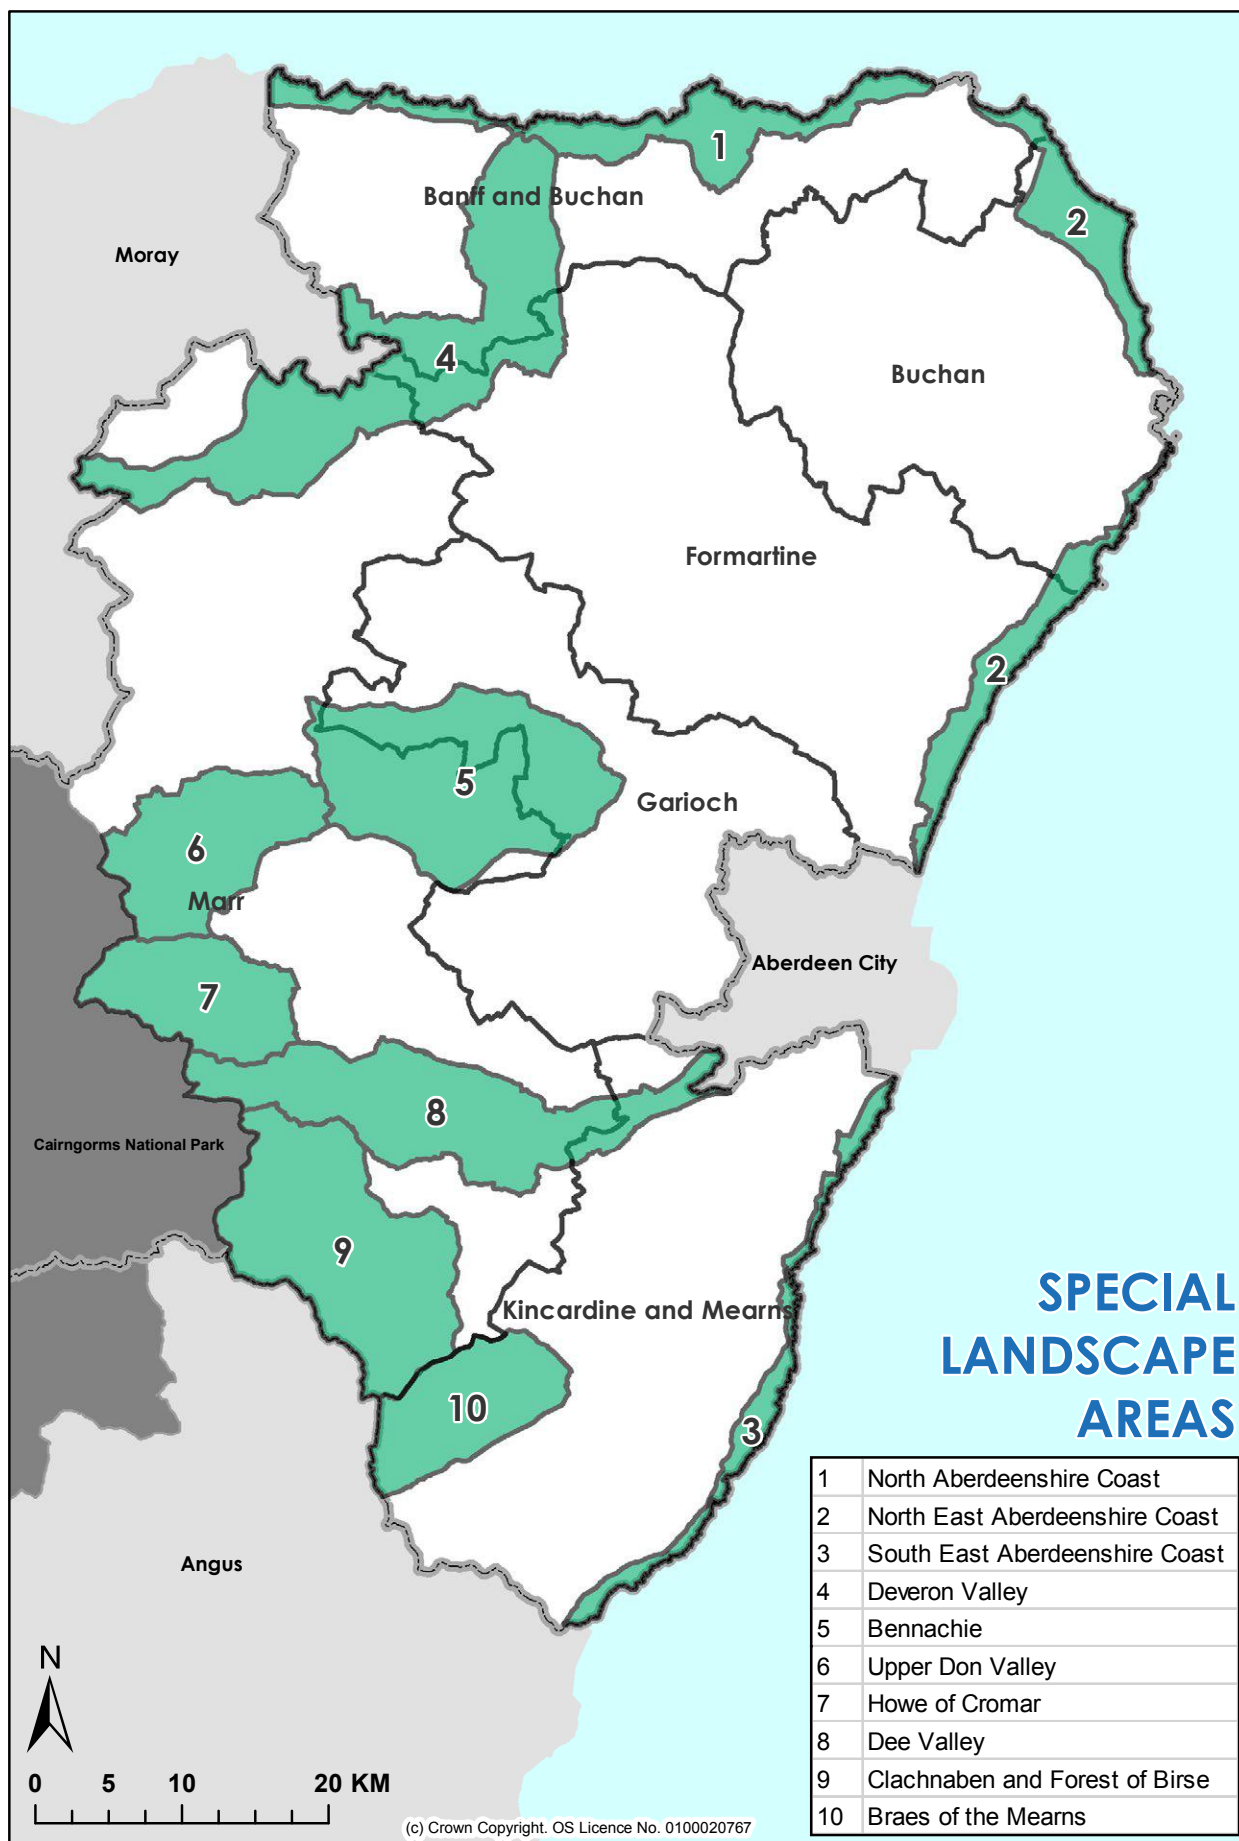 1
Banff and Buchan
2
Moray
4
Buchan
Formartine
2
5
Garioch
6
Marr
Aberdeen City
7
8
Cairngorms National Park
9
Kincardine and Mearns
10
3
Angus
SPECIAL
LANDSCAPE
AREAS
1 North Aberdeenshire Coast
2 North East Aberdeenshire Coast
3 South East Aberdeenshire Coast
4 Deveron Valley
5 Bennachie
6 Upper Don Valley
7 Howe of Cromar
8 Dee Valley
9 Clachnaben and Forest of Birse
10 Braes of the Mearns
N
0 5 10 20 KM
(c) Crown Copyright. OS Licence No. 0100020767